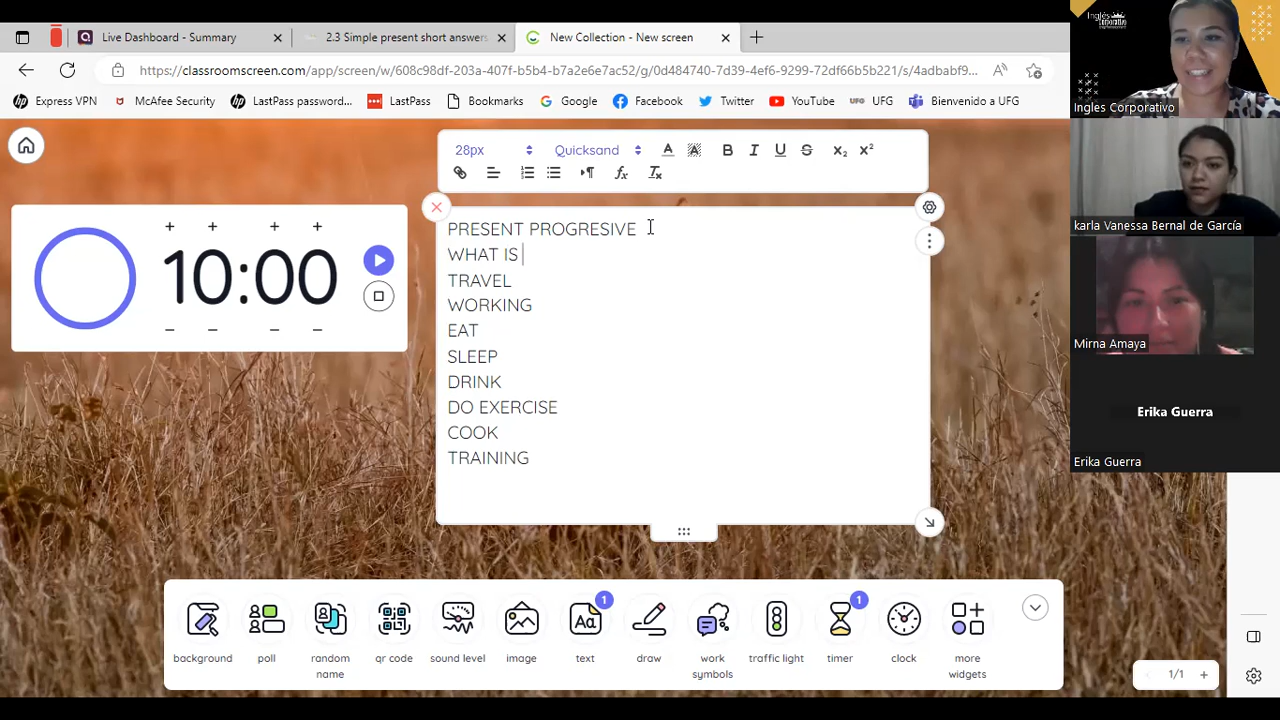 Live Dashboard - Summary
2.3 Simple present short answers
New Collection - New screen
https://classroomscreen.com/app/screen/w/608c98df-203a-407f-b5b4-b7a2e6e7ac52/g/0d484740-7d39-4ef6-9299-72df66b5b221/s/4adbabf9...
Express VPN
McAfee Security
LastPass password...
LastPass
Bookmarks
Google
Facebook
Twitter
YouTube
UFG
Bienvenido a UFG
28px
Quicksand
10:00
PRESENT PROGRESIVE
WHAT IS
TRAVEL
WORKING
EAT
SLEEP
DRINK
DO EXERCISE
COOK
TRAINING
background
poll
random name
qr code
sound level
image
1
text
draw
work symbols
traffic light
1
timer
clock
more widgets
1/1
Inglés
Corporativo
Ingles Corporativo
karla Vanessa Bernal de García
Mirna Amaya
Erika Guerra
Erika Guerra